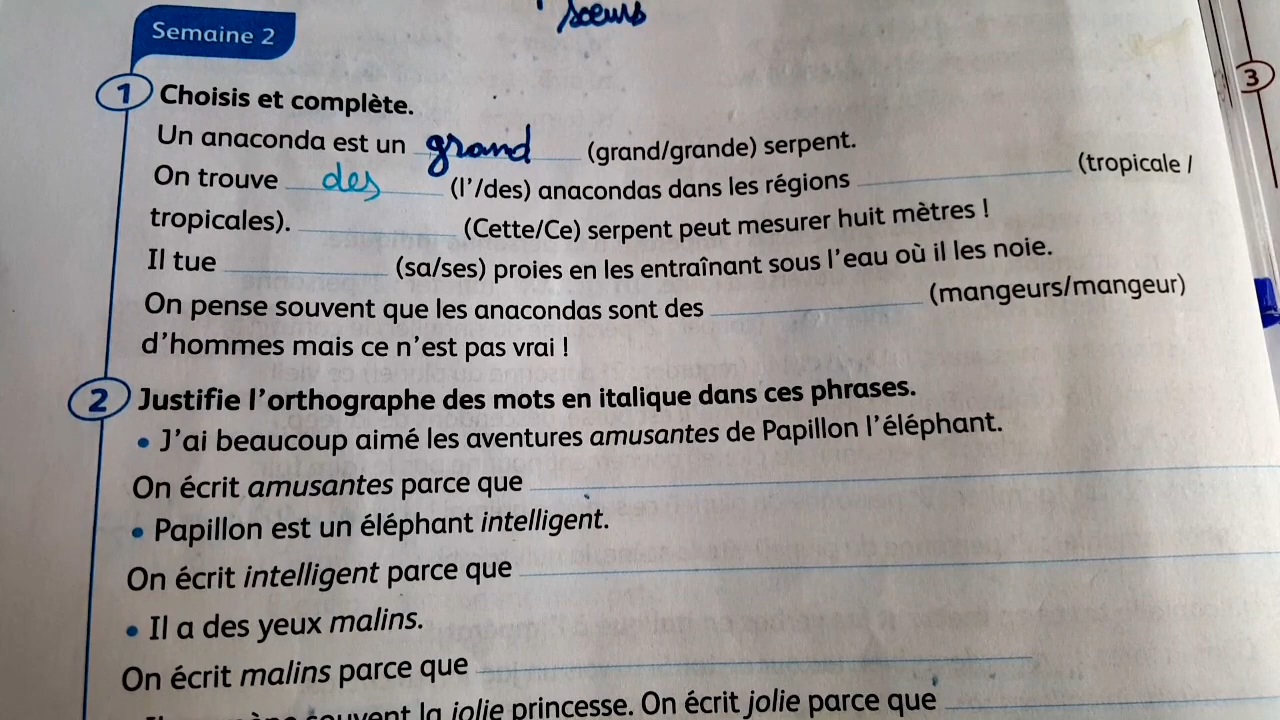 sœurs
Semaine 2
3
1 Choisis et complète.
Un anaconda est un grand (grand/grande) serpent.
On trouve des (l'/des) anacondas dans les régions (tropicale /
tropicales). (Cette/Ce) serpent peut mesurer huit mètres !
Il tue (sa/ses) proies en les entraînant sous l'eau où il les noie.
On pense souvent que les anacondas sont des (mangeurs/mangeur)
d'hommes mais ce n'est pas vrai !
2 Justifie l'orthographe des mots en italique dans ces phrases.
• J'ai beaucoup aimé les aventures amusantes de Papillon l'éléphant.
On écrit amusantes parce que
• Papillon est un éléphant intelligent.
On écrit intelligent parce que
• Il a des yeux malins.
On écrit malins parce que
souvent la jolie princesse. On écrit jolie parce que